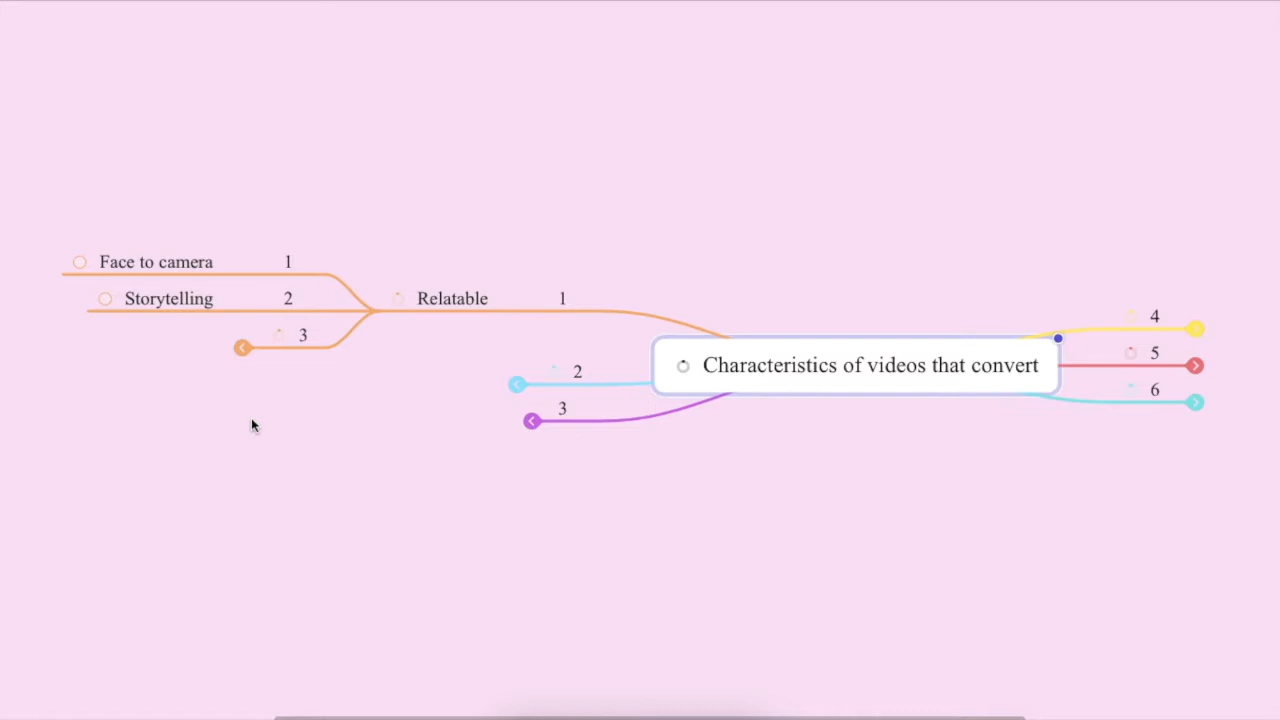 Face to camera 1
Storytelling 2
3
Relatable 1
2
3
Characteristics of videos that convert
4
5
6